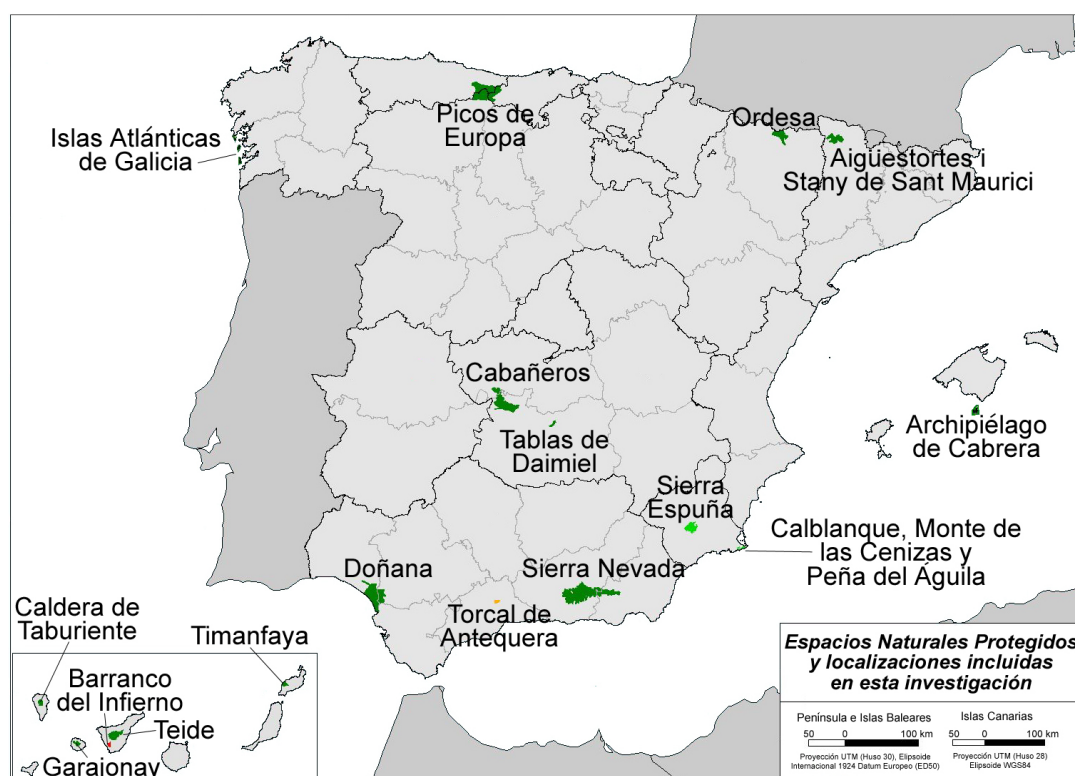 Picos de
Europa
Ordesa
Islas Atlánticas
de Galicia
Aigüestortes i
Stany de Sant Maurici
Cabañeros
Archipiélago
de Cabrera
Tablas de
Daimiel
Sierra
Espuña
Calblanque, Monte de
las Cenizas y
Peña del Águila
Doñana
Sierra Nevada
Torcal de
Antequera
Caldera de
Taburiente
Timanfaya
Barranco
del Infierno
Teide
Garajonay
Espacios Naturales Protegidos
y localizaciones incluidas
en esta investigación
Península e Islas Baleares
50 0 100 km
Proyección UTM (Huso 30), Elipsoide
Internacional 1924 Datum Europeo (ED50)
Islas Canarias
50 0 100 km
Proyección UTM (Huso 28)
Elipsoide WGS84